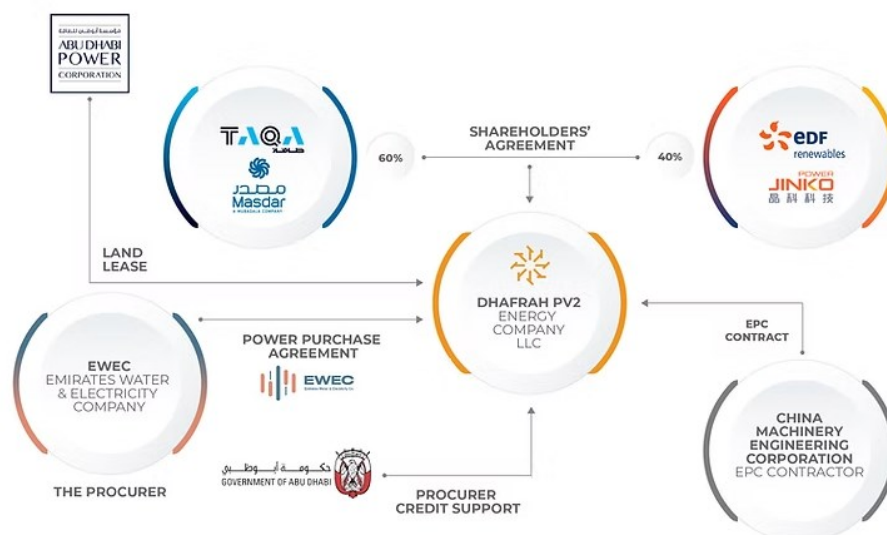 مؤسسة أبوظبي للطاقة
ABU DHABI
POWER
CORPORATION
TAQA
طاقة
مصدر
Masdar
A MUBADALA COMPANY
60%
SHAREHOLDERS'
AGREEMENT
40%
eDF
renewables
POWER
JINKO
晶科科技
LAND
LEASE
DHAFRAH PV2
ENERGY
COMPANY
LLC
EPC
CONTRACT
EWEC
EMIRATES WATER
& ELECTRICITY
COMPANY
POWER PURCHASE
AGREEMENT
EWEC
THE PROCURER
حكومة أبوظبي
GOVERNMENT OF ABU DHABI
PROCURER
CREDIT SUPPORT
CHINA
MACHINERY
ENGINEERING
CORPORATION
EPC CONTRACTOR